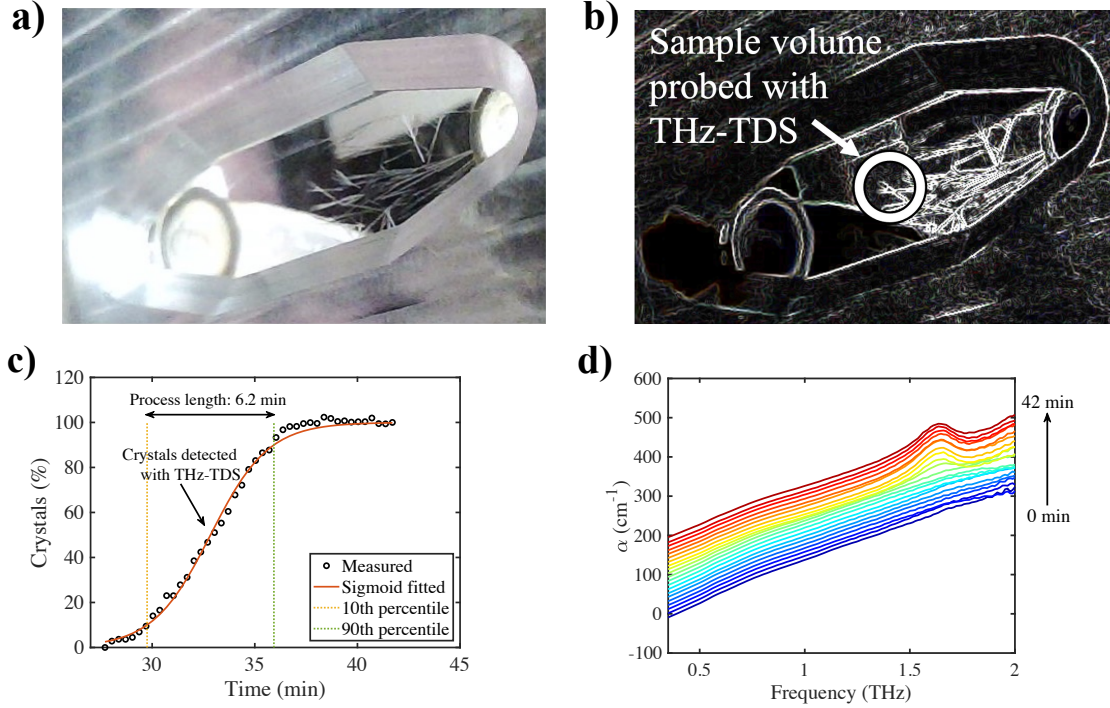 a)
b)
Sample volume
probed with
THz-TDS
c)
120
100
80
60
40
20
0
Crystals (%)
30
35
40
45
Time (min)
Process length: 6.2 min
Crystals detected
with THz-TDS
Measured
Sigmoid fitted
10th percentile
90th percentile
d)
600
500
400
300
200
100
0
-100
α (cm⁻¹)
0.5
1
1.5
2
Frequency (THz)
42 min
0 min